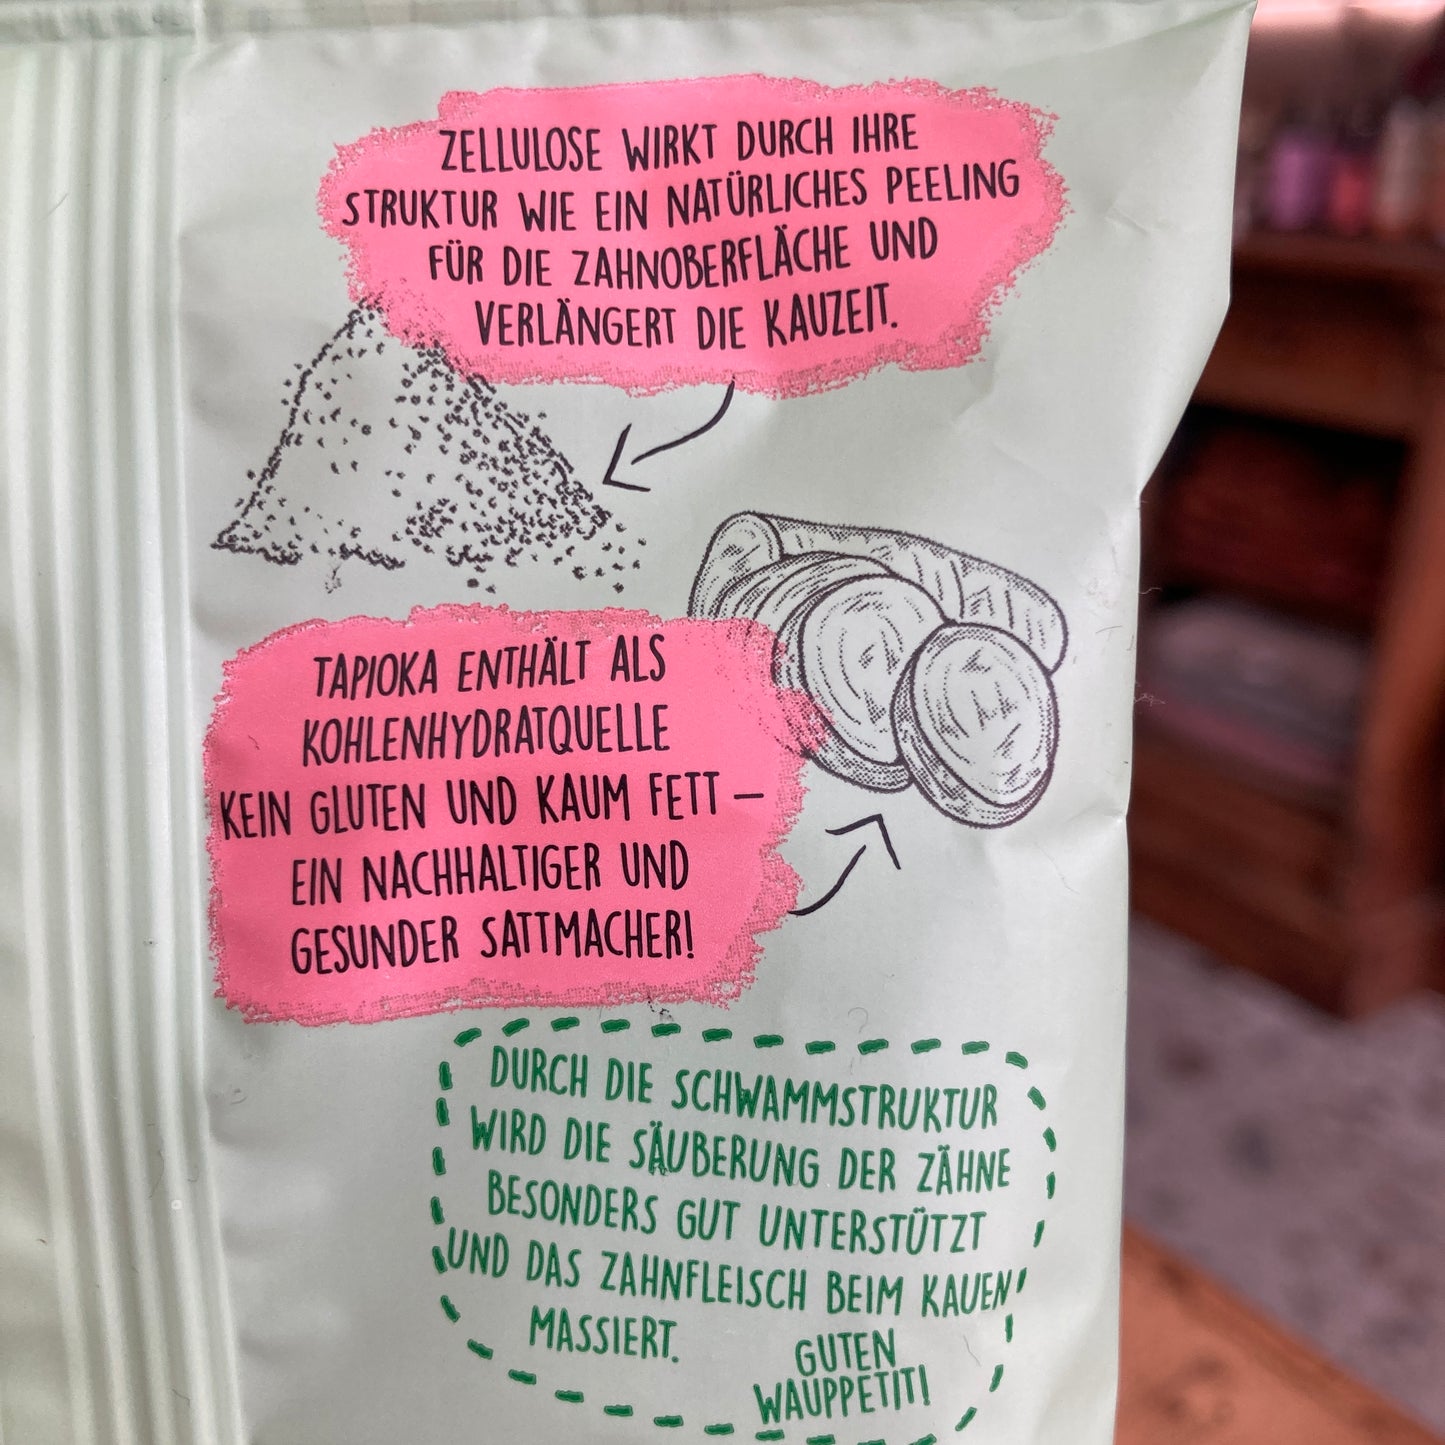 ZELLULOSE WIRKT DURCH IHRE
STRUKTUR WIE EIN NATÜRLICHES PEELING
FÜR DIE ZAHNOBERFLÄCHE UND
VERLÄNGERT DIE KAUZEIT.
TAPIOKA ENTHÄLT ALS
KOHLENHYDRATQUELLE
KEIN GLUTEN UND KAUM FETT –
EIN NACHHALTIGER UND
GESUNDER SATTMACHER!
DURCH DIE SCHWAMMSTRUKTUR
WIRD DIE SÄUBERUNG DER ZÄHNE
BESONDERS GUT UNTERSTÜTZT
UND DAS ZAHNFLEISCH BEIM KAUEN
MASSIERT.
GUTEN
WAUPPETIT!